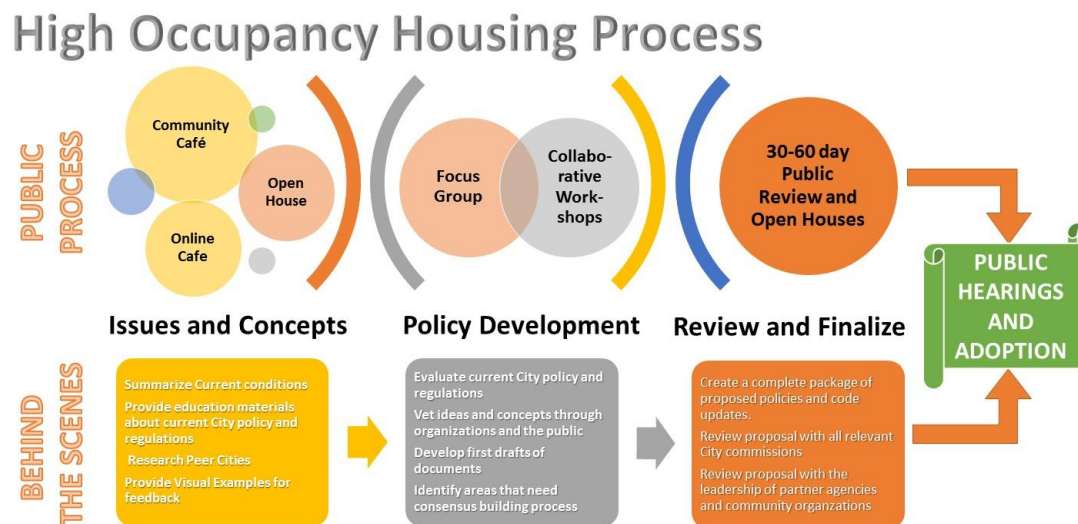 High Occupancy Housing Process
PUBLIC
PROCESS
Community
Café
Open
House
Online
Cafe
Focus
Group
Collabo-
rative
Work-
shops
30-60 day
Public
Review and
Open Houses
PUBLIC
HEARINGS
AND
ADOPTION
Issues and Concepts
Policy Development
Review and Finalize
BEHIND
THE SCENES
Summarize Current conditions
Provide education materials
about current City policy and
regulations
Research Peer Cities
Provide Visual Examples for
feedback
Evaluate current City policy and
regulations
Vet ideas and concepts through
organizations and the public
Develop first drafts of
documents
Identify areas that need
consensus building process
Create a complete package of
proposed policies and code
updates.
Review proposal with all relevant
City commissions
Review proposal with the
leadership of partner agencies
and community organzations